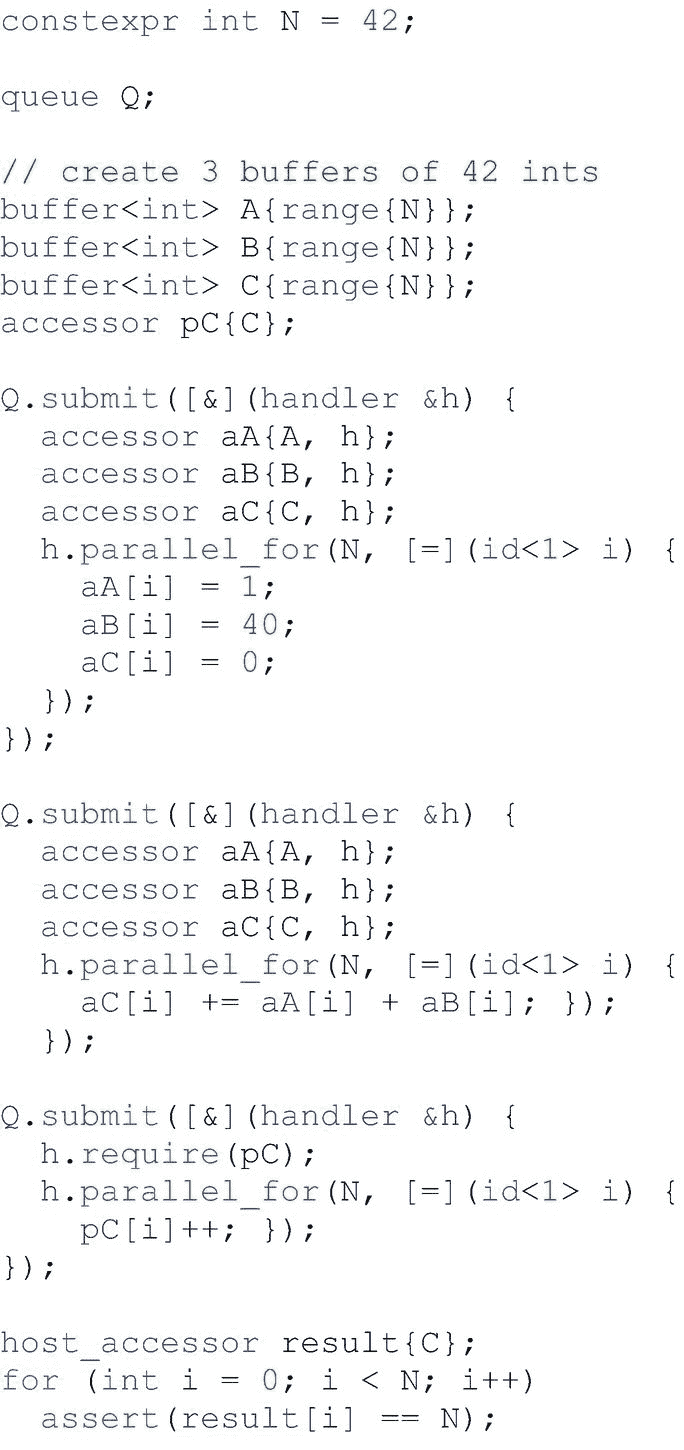 constexpr int N = 42;

queue Q;

// create 3 buffers of 42 ints
buffer<int> A{range{N}};
buffer<int> B{range{N}};
buffer<int> C{range{N}};
accessor pC{C};

Q.submit([&](handler &h) {
  accessor aA{A, h};
  accessor aB{B, h};
  accessor aC{C, h};
  h.parallel_for(N, [=](id<1> i) {
    aA[i] = 1;
    aB[i] = 40;
    aC[i] = 0;
  });
});

Q.submit([&](handler &h) {
  accessor aA{A, h};
  accessor aB{B, h};
  accessor aC{C, h};
  h.parallel_for(N, [=](id<1> i) {
    aC[i] += aA[i] + aB[i]; });
  });

Q.submit([&](handler &h) {
  h.require(pC);
  h.parallel_for(N, [=](id<1> i) {
    pC[i]++; });
});

host_accessor result{C};
for (int i = 0; i < N; i++)
  assert(result[i] == N);